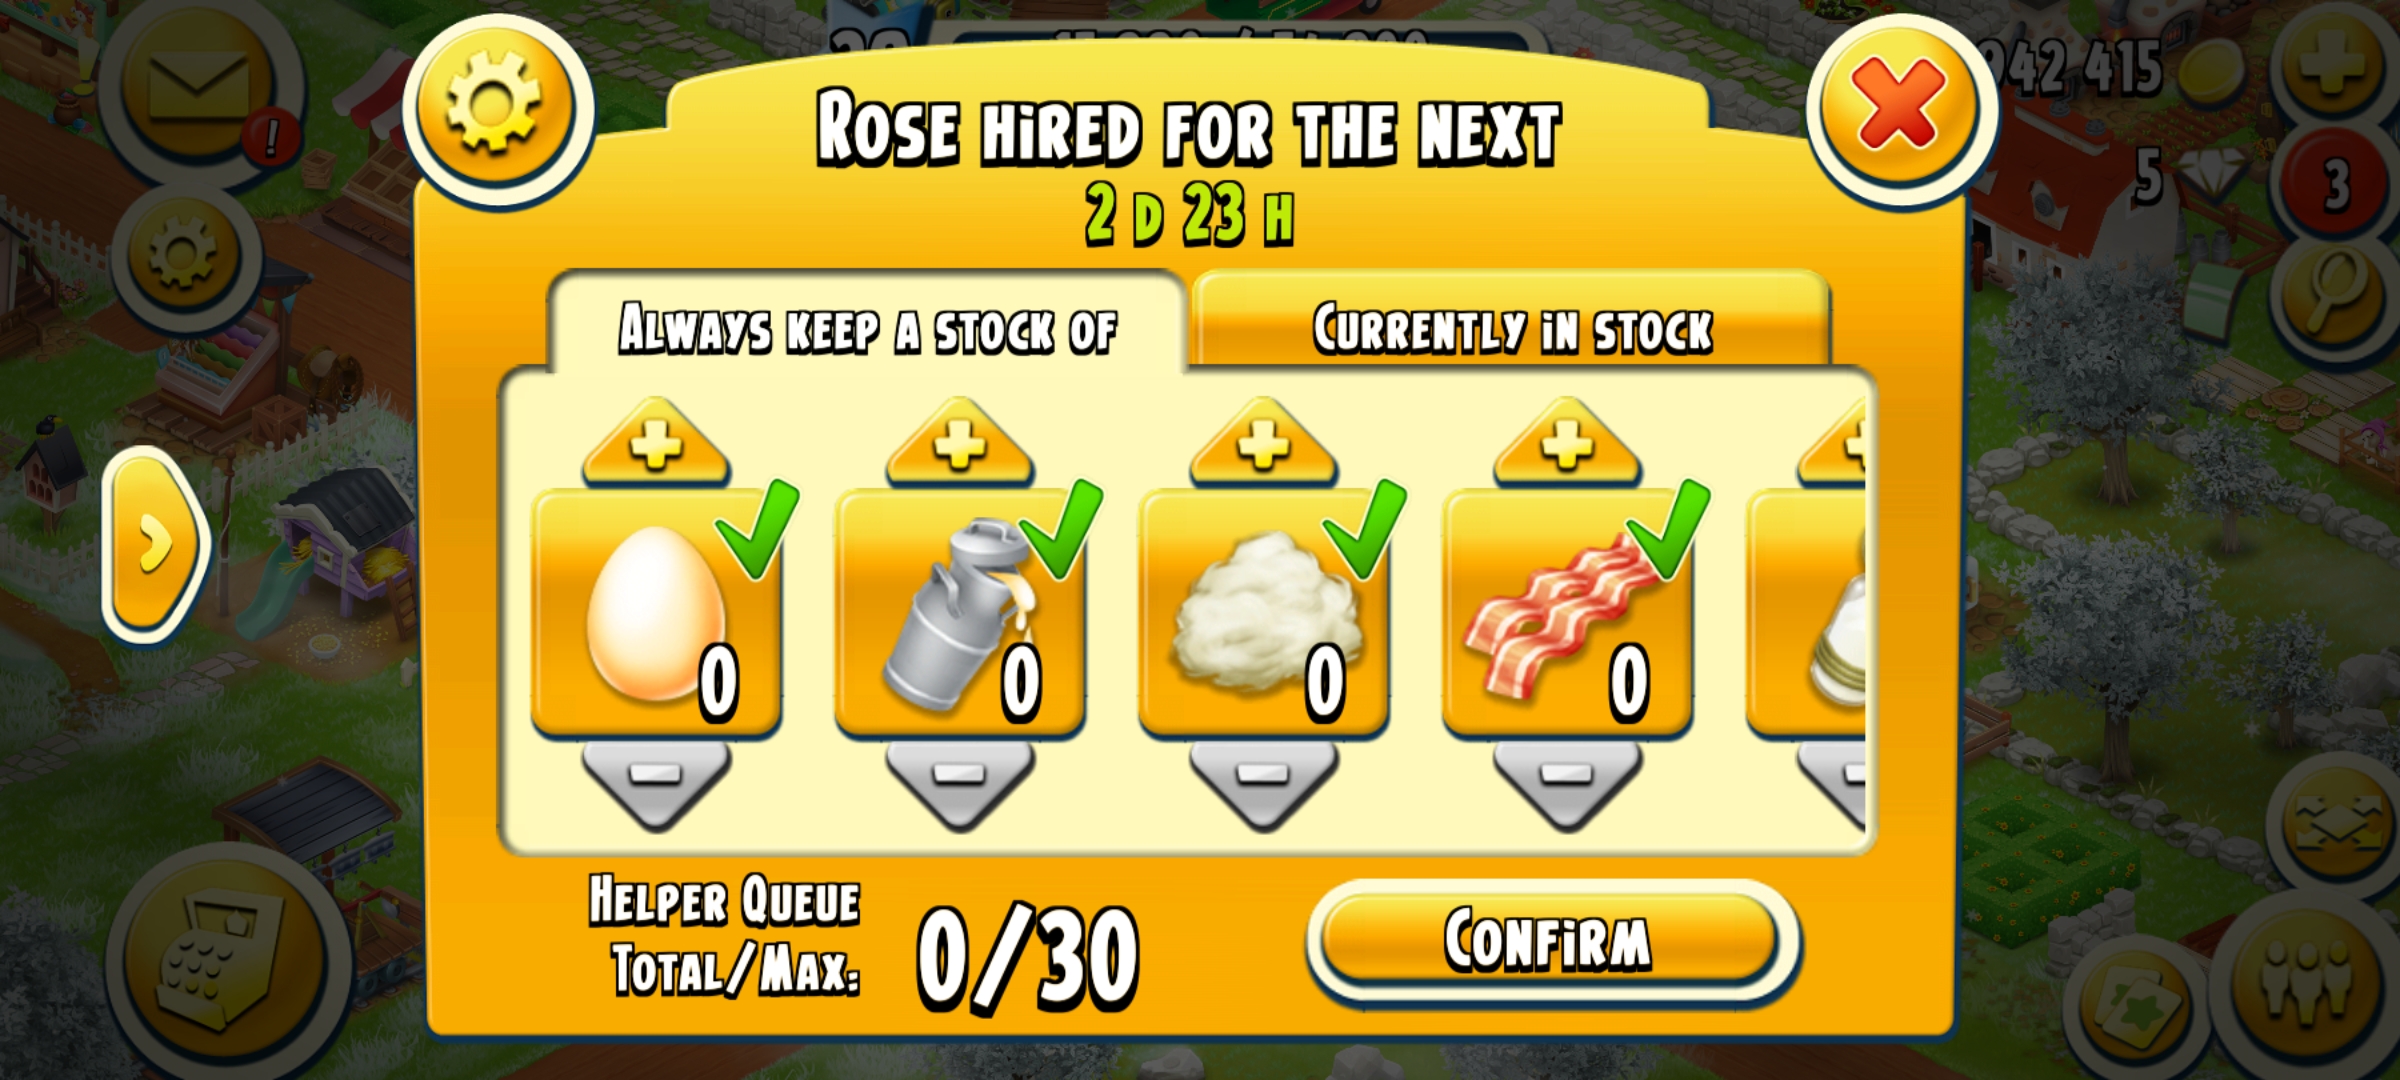 ROSE HIRED FOR THE NEXT
2 D 23 H
ALWAYS KEEP A STOCK OF
CURRENTLY IN STOCK
0
0
0
0
HELPER QUEUE
TOTAL/MAX:
0/30
CONFIRM
942 415
5
3
!